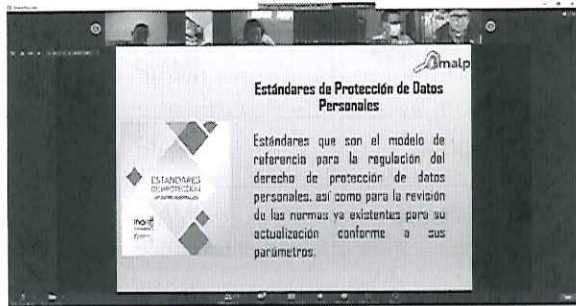 amalp
Estándares de Protección de Datos
Personales
Estándares que son el modelo de
referencia para la regulación del
derecho de protección de datos
personales, así como para la revisión
de las normas ya existentes para su
actualización conforme a sus
parámetros.
ESTÁNDARES
DE PROTECCIÓN